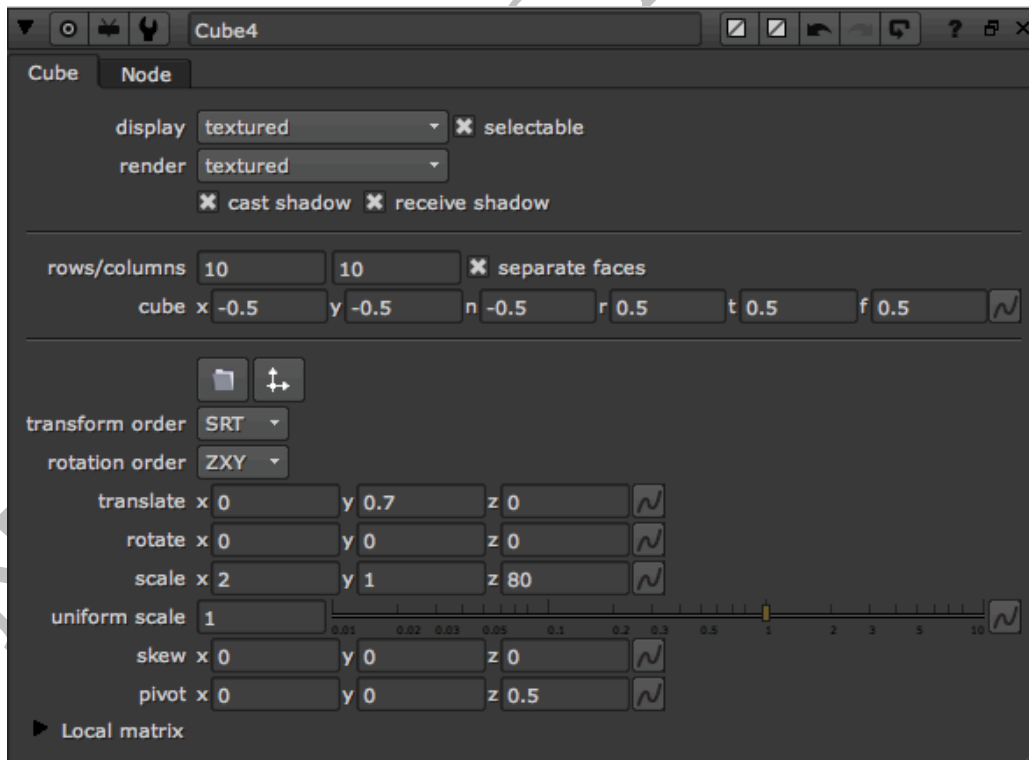 Cube4 ?
Cube Node
display textured selectable
render textured
cast shadow receive shadow
rows/columns 10 10 separate faces
cube x -0.5 y -0.5 n -0.5 r 0.5 t 0.5 f 0.5
transform order SRT
rotation order ZXY
translate x 0 y 0.7 z 0
rotate x 0 y 0 z 0
scale x 2 y 1 z 80
uniform scale 1
0.01 0.02 0.03 0.05 0.1 0.2 0.3 0.5 1 2 3 5 10
skew x 0 y 0 z 0
pivot x 0 y 0 z 0.5
Local matrix